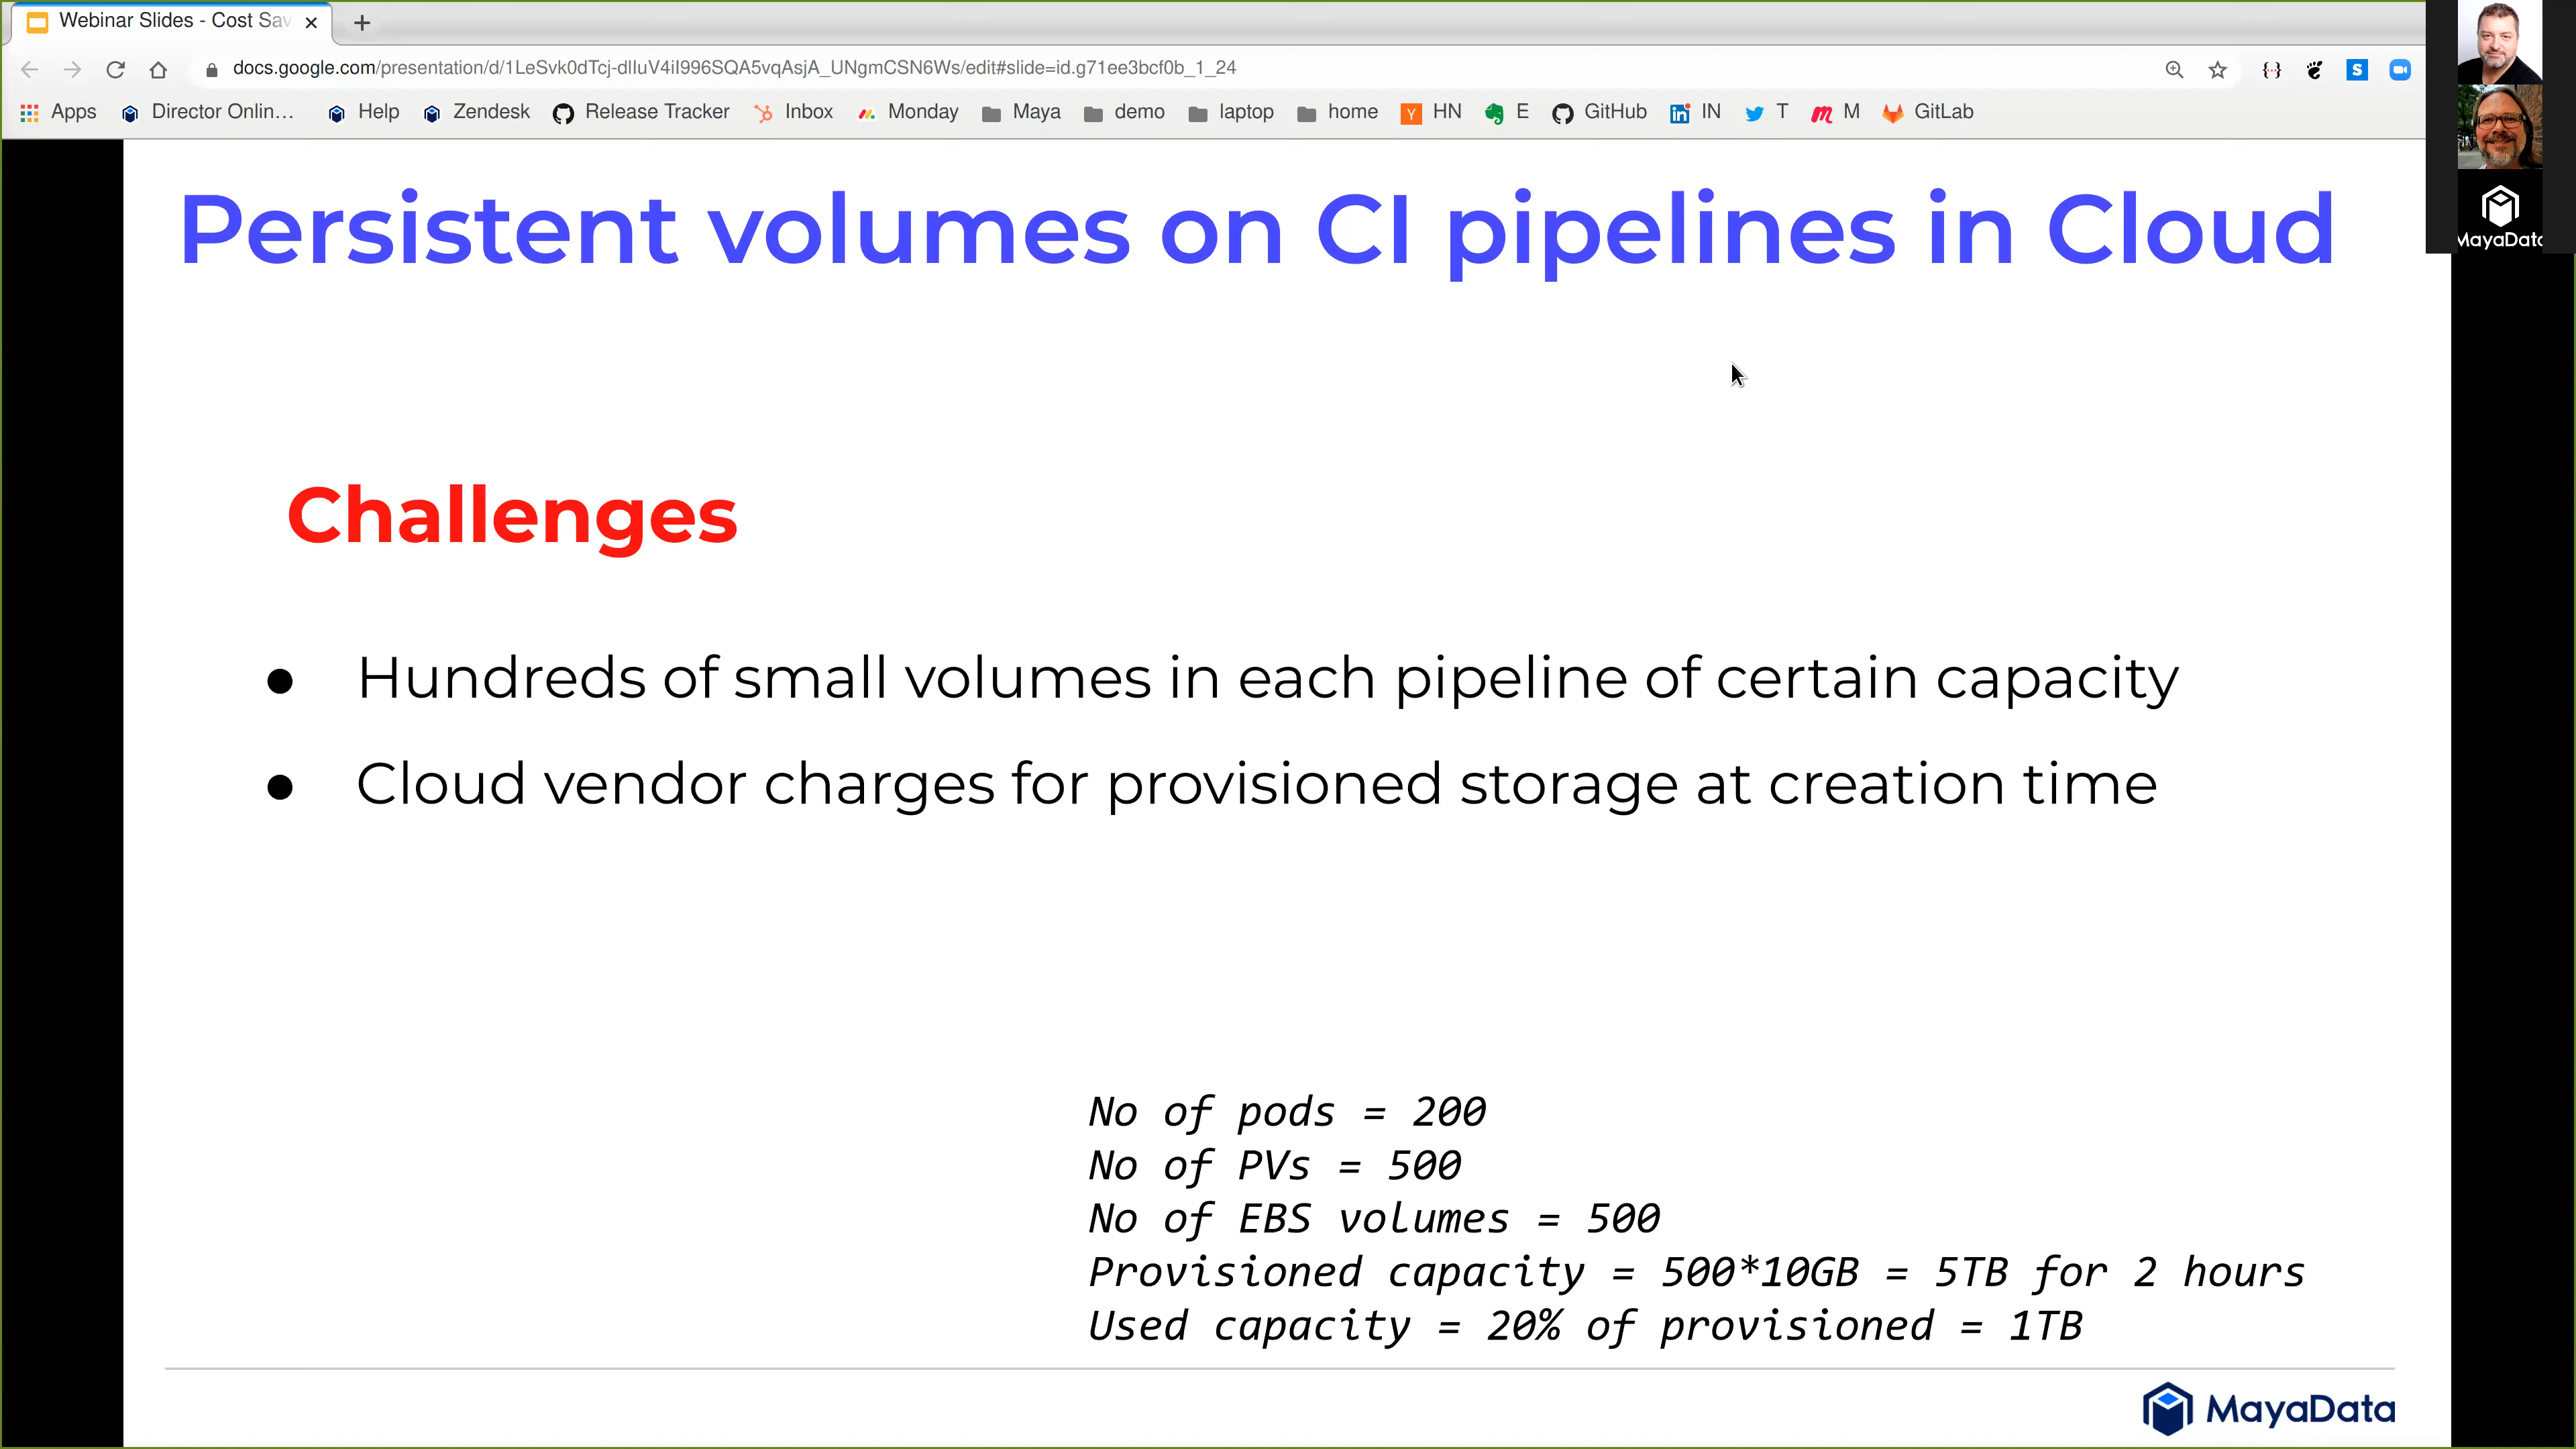 Webinar Slides - Cost Sav
docs.google.com/presentation/d/1LeSvk0dTcj-dlIuV4iI996SQA5vqAsjA_UNgmCSN6Ws/edit#slide=id.g71ee3bcf0b_1_24
Apps Director Onlin… Help Zendesk Release Tracker Inbox Monday Maya demo laptop home HN E GitHub IN T M GitLab
MayaData
Persistent volumes on CI pipelines in Cloud
Challenges
● Hundreds of small volumes in each pipeline of certain capacity
● Cloud vendor charges for provisioned storage at creation time
No of pods = 200
No of PVs = 500
No of EBS volumes = 500
Provisioned capacity = 500*10GB = 5TB for 2 hours
Used capacity = 20% of provisioned = 1TB
MayaData